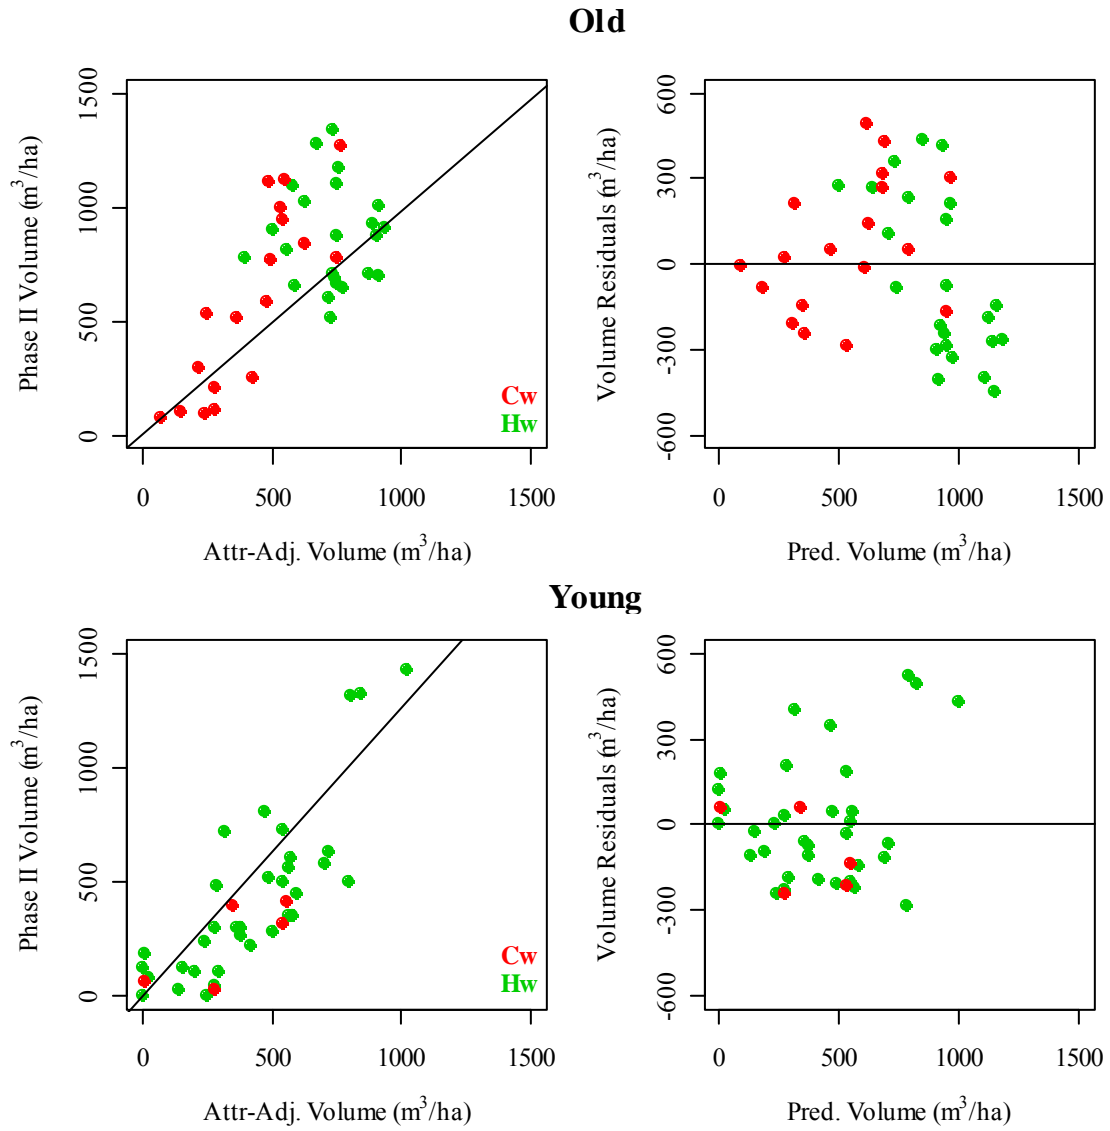 Old
Phase II Volume (m³/ha)
1500
1000
500
0
Cw
Hw
0 500 1000 1500
Attr-Adj. Volume (m³/ha)
Volume Residuals (m³/ha)
600
300
0
-300
-600
0 500 1000 1500
Pred. Volume (m³/ha)
Young
Phase II Volume (m³/ha)
1500
1000
500
0
Cw
Hw
0 500 1000 1500
Attr-Adj. Volume (m³/ha)
Volume Residuals (m³/ha)
600
300
0
-300
-600
0 500 1000 1500
Pred. Volume (m³/ha)